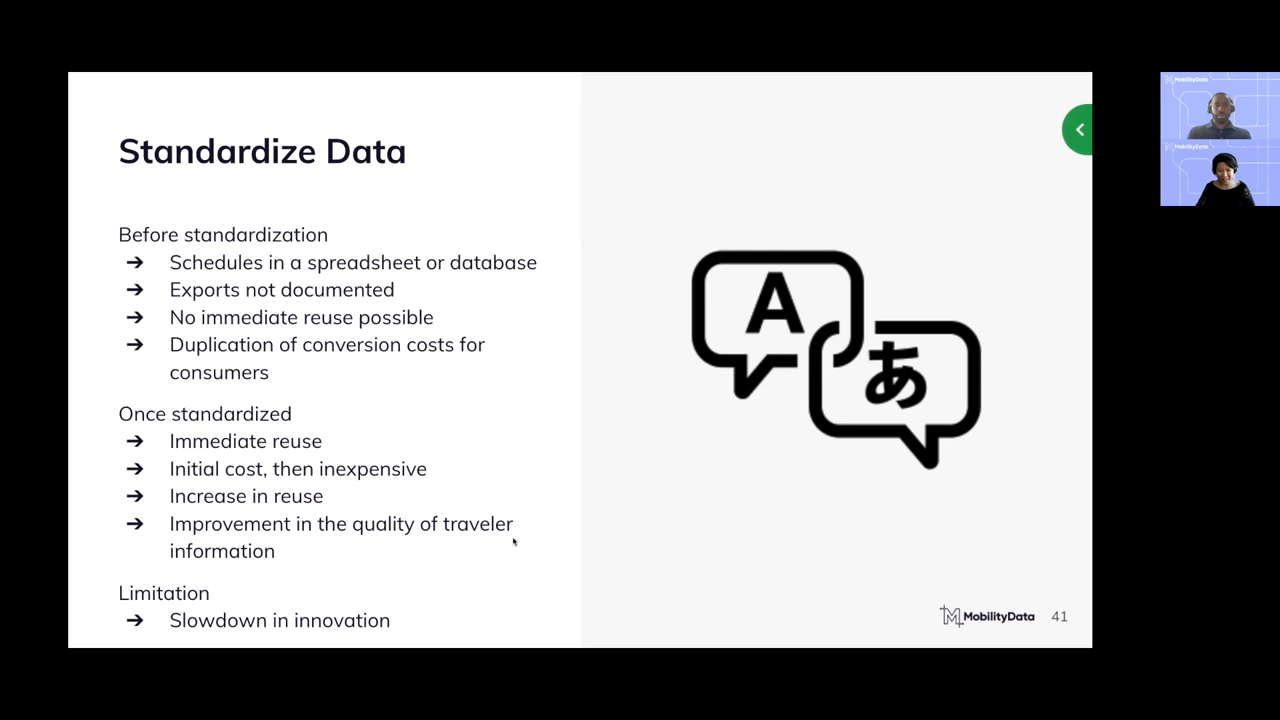 Standardize Data
Before standardization
➔ Schedules in a spreadsheet or database
➔ Exports not documented
➔ No immediate reuse possible
➔ Duplication of conversion costs for
consumers
Once standardized
➔ Immediate reuse
➔ Initial cost, then inexpensive
➔ Increase in reuse
➔ Improvement in the quality of traveler
information
Limitation
➔ Slowdown in innovation
A
あ
MobilityData 41
MobilityData
MobilityData